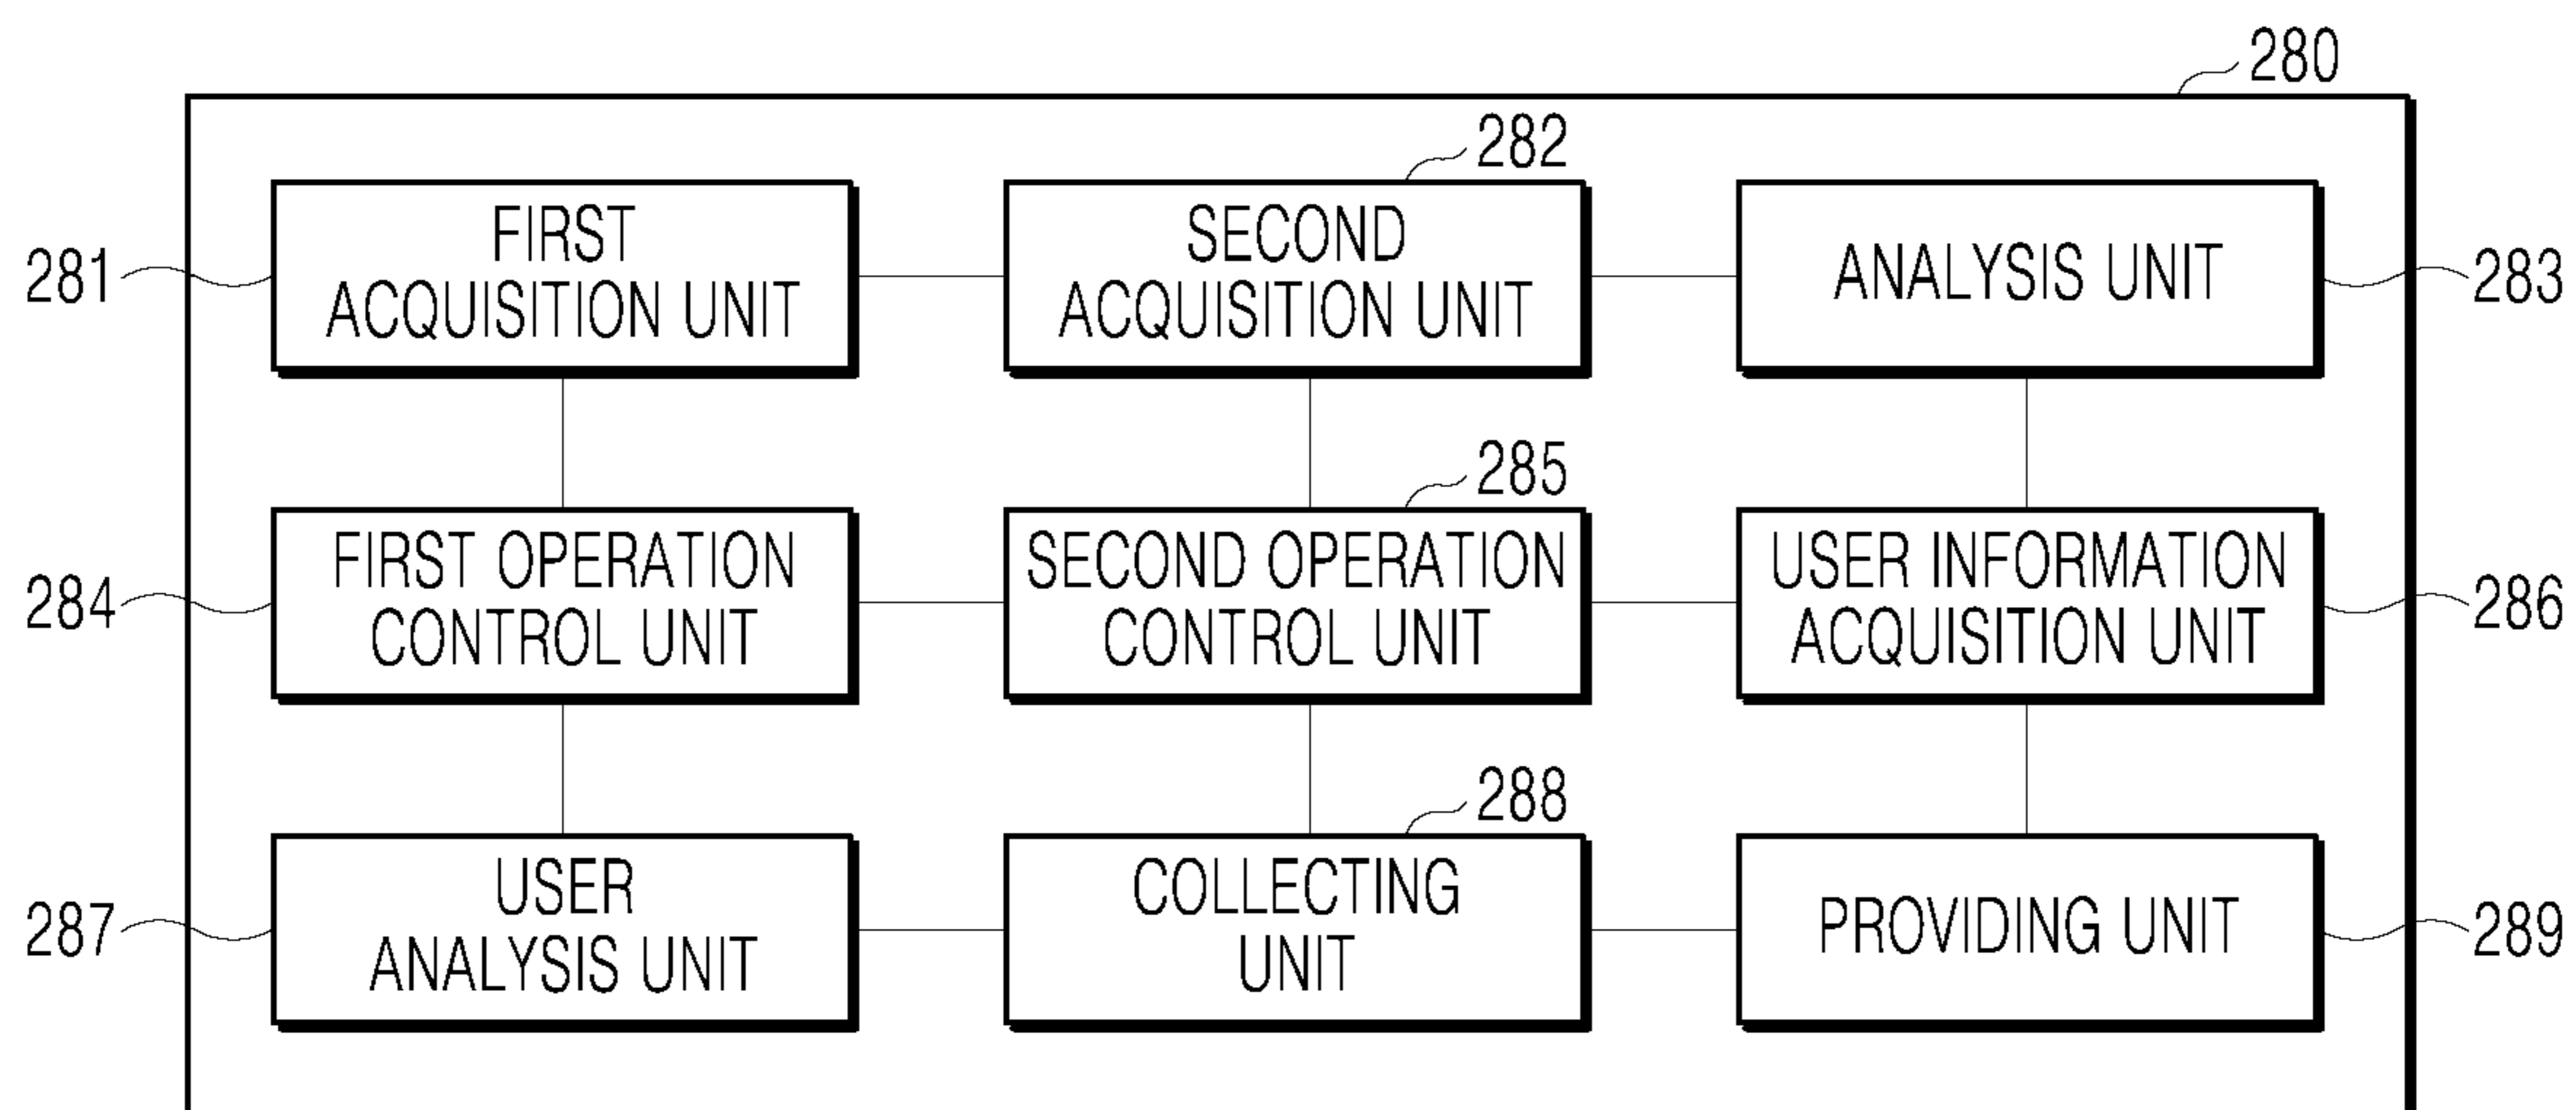 280
282
FIRST
ACQUISITION UNIT
SECOND
ACQUISITION UNIT
ANALYSIS UNIT
281
283
285
FIRST OPERATION
CONTROL UNIT
SECOND OPERATION
CONTROL UNIT
USER INFORMATION
ACQUISITION UNIT
284
286
288
USER
ANALYSIS UNIT
COLLECTING
UNIT
PROVIDING UNIT
287
289